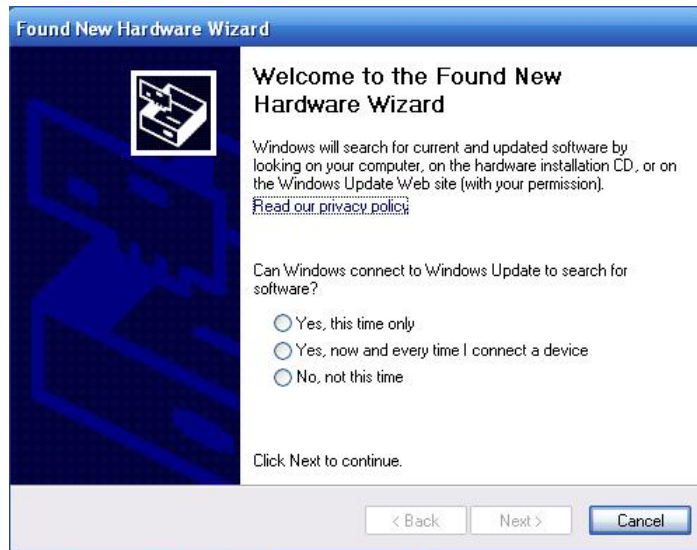 Found New Hardware Wizard
Welcome to the Found New
Hardware Wizard
Windows will search for current and updated software by
looking on your computer, on the hardware installation CD, or on
the Windows Update Web site (with your permission).
Read our privacy policy
Can Windows connect to Windows Update to search for
software?
Yes, this time only
Yes, now and every time I connect a device
No, not this time
Click Next to continue.
< Back Next > Cancel